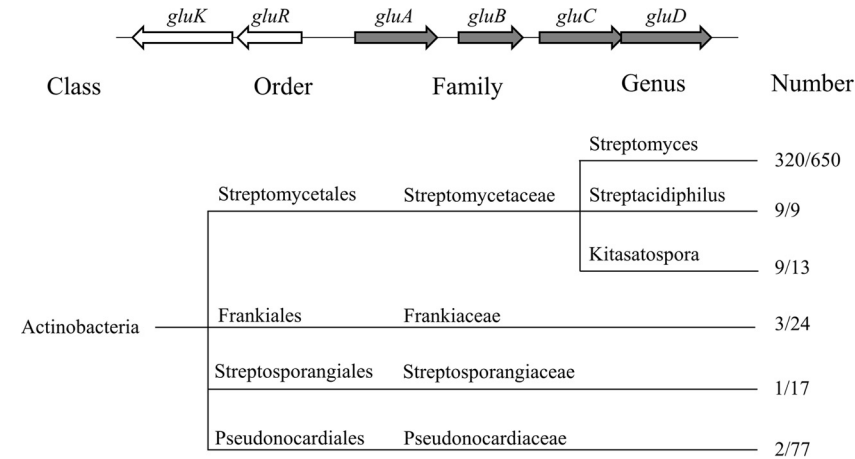 gluK gluR gluA gluB gluC gluD
Class Order Family Genus Number
Streptomyces 320/650
Streptomycetales Streptomycetaceae Streptacidiphilus 9/9
Kitasatospora 9/13
Actinobacteria Frankiales Frankiaceae 3/24
Streptosporangiales Streptosporangiaceae 1/17
Pseudonocardiales Pseudonocardiaceae 2/77